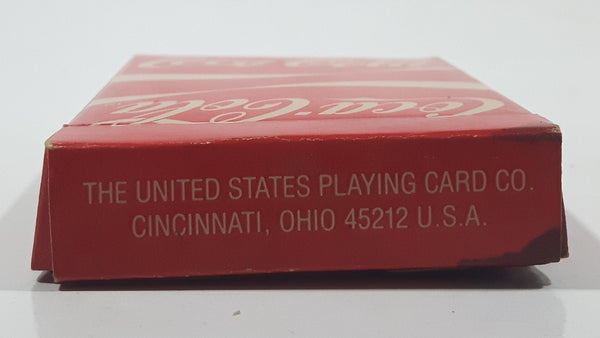 Coca-Cola
THE UNITED STATES PLAYING CARD CO.
CINCINNATI, OHIO 45212 U.S.A.